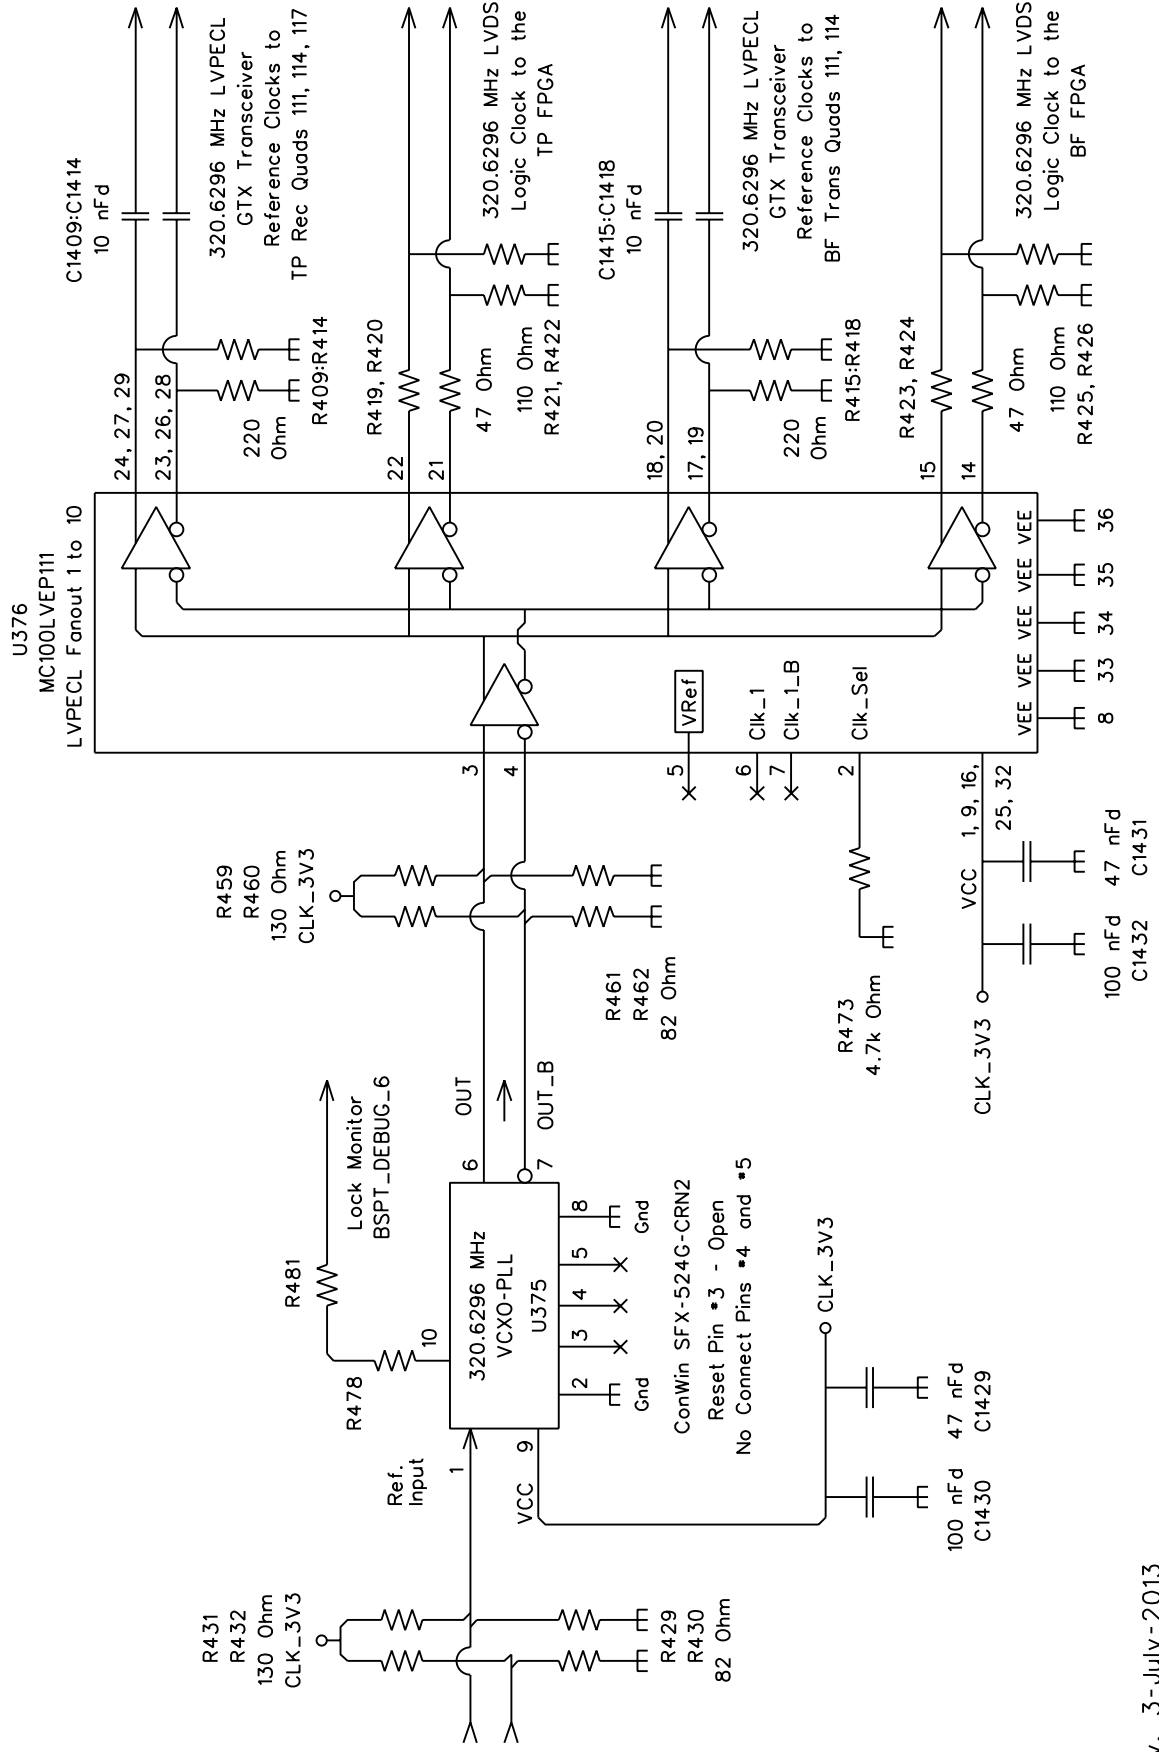 R431
R432
130 Ohm
CLK_3V3
R429
R430
82 Ohm
Ref.
Input
1
9
VCC
R478
R481
Lock Monitor
BSPT_DEBUG_6
10
320.6296 MHz
VCXO-PLL
U375
2
3
4
5
8
Gnd
Gnd
6
7
OUT
OUT_B
ConWin SFX-524G-CRN2
Reset Pin #3 - Open
No Connect Pins #4 and #5
CLK_3V3
100 nFd
C1430
47 nFd
C1429
R459
R460
130 Ohm
CLK_3V3
R461
R462
82 Ohm
R473
4.7k Ohm
CLK_3V3
VCC
1, 9, 16,
25, 32
100 nFd
C1432
47 nFd
C1431
U376
MC100LVEP111
LVPECL Fanout 1 to 10
3
4
5
6
7
2
VRef
Clk_1
Clk_1_B
Clk_Sel
VEE
VEE
VEE
VEE
VEE
8
33
34
35
36
24, 27, 29
23, 26, 28
220
Ohm
R409:R414
C1409:C1414
10 nFd
320.6296 MHz LVPECL
GTX Transceiver
Reference Clocks to
TP Rec Quads 111, 114, 117
22
21
R419, R420
47 Ohm
110 Ohm
R421, R422
320.6296 MHz LVDS
Logic Clock to the
TP FPGA
18, 20
17, 19
220
Ohm
R415:R418
C1415:C1418
10 nFd
320.6296 MHz LVPECL
GTX Transceiver
Reference Clocks to
BF Trans Quads 111, 114
15
14
R423, R424
47 Ohm
110 Ohm
R425, R426
320.6296 MHz LVDS
Logic Clock to the
BF FPGA
3-July-2013